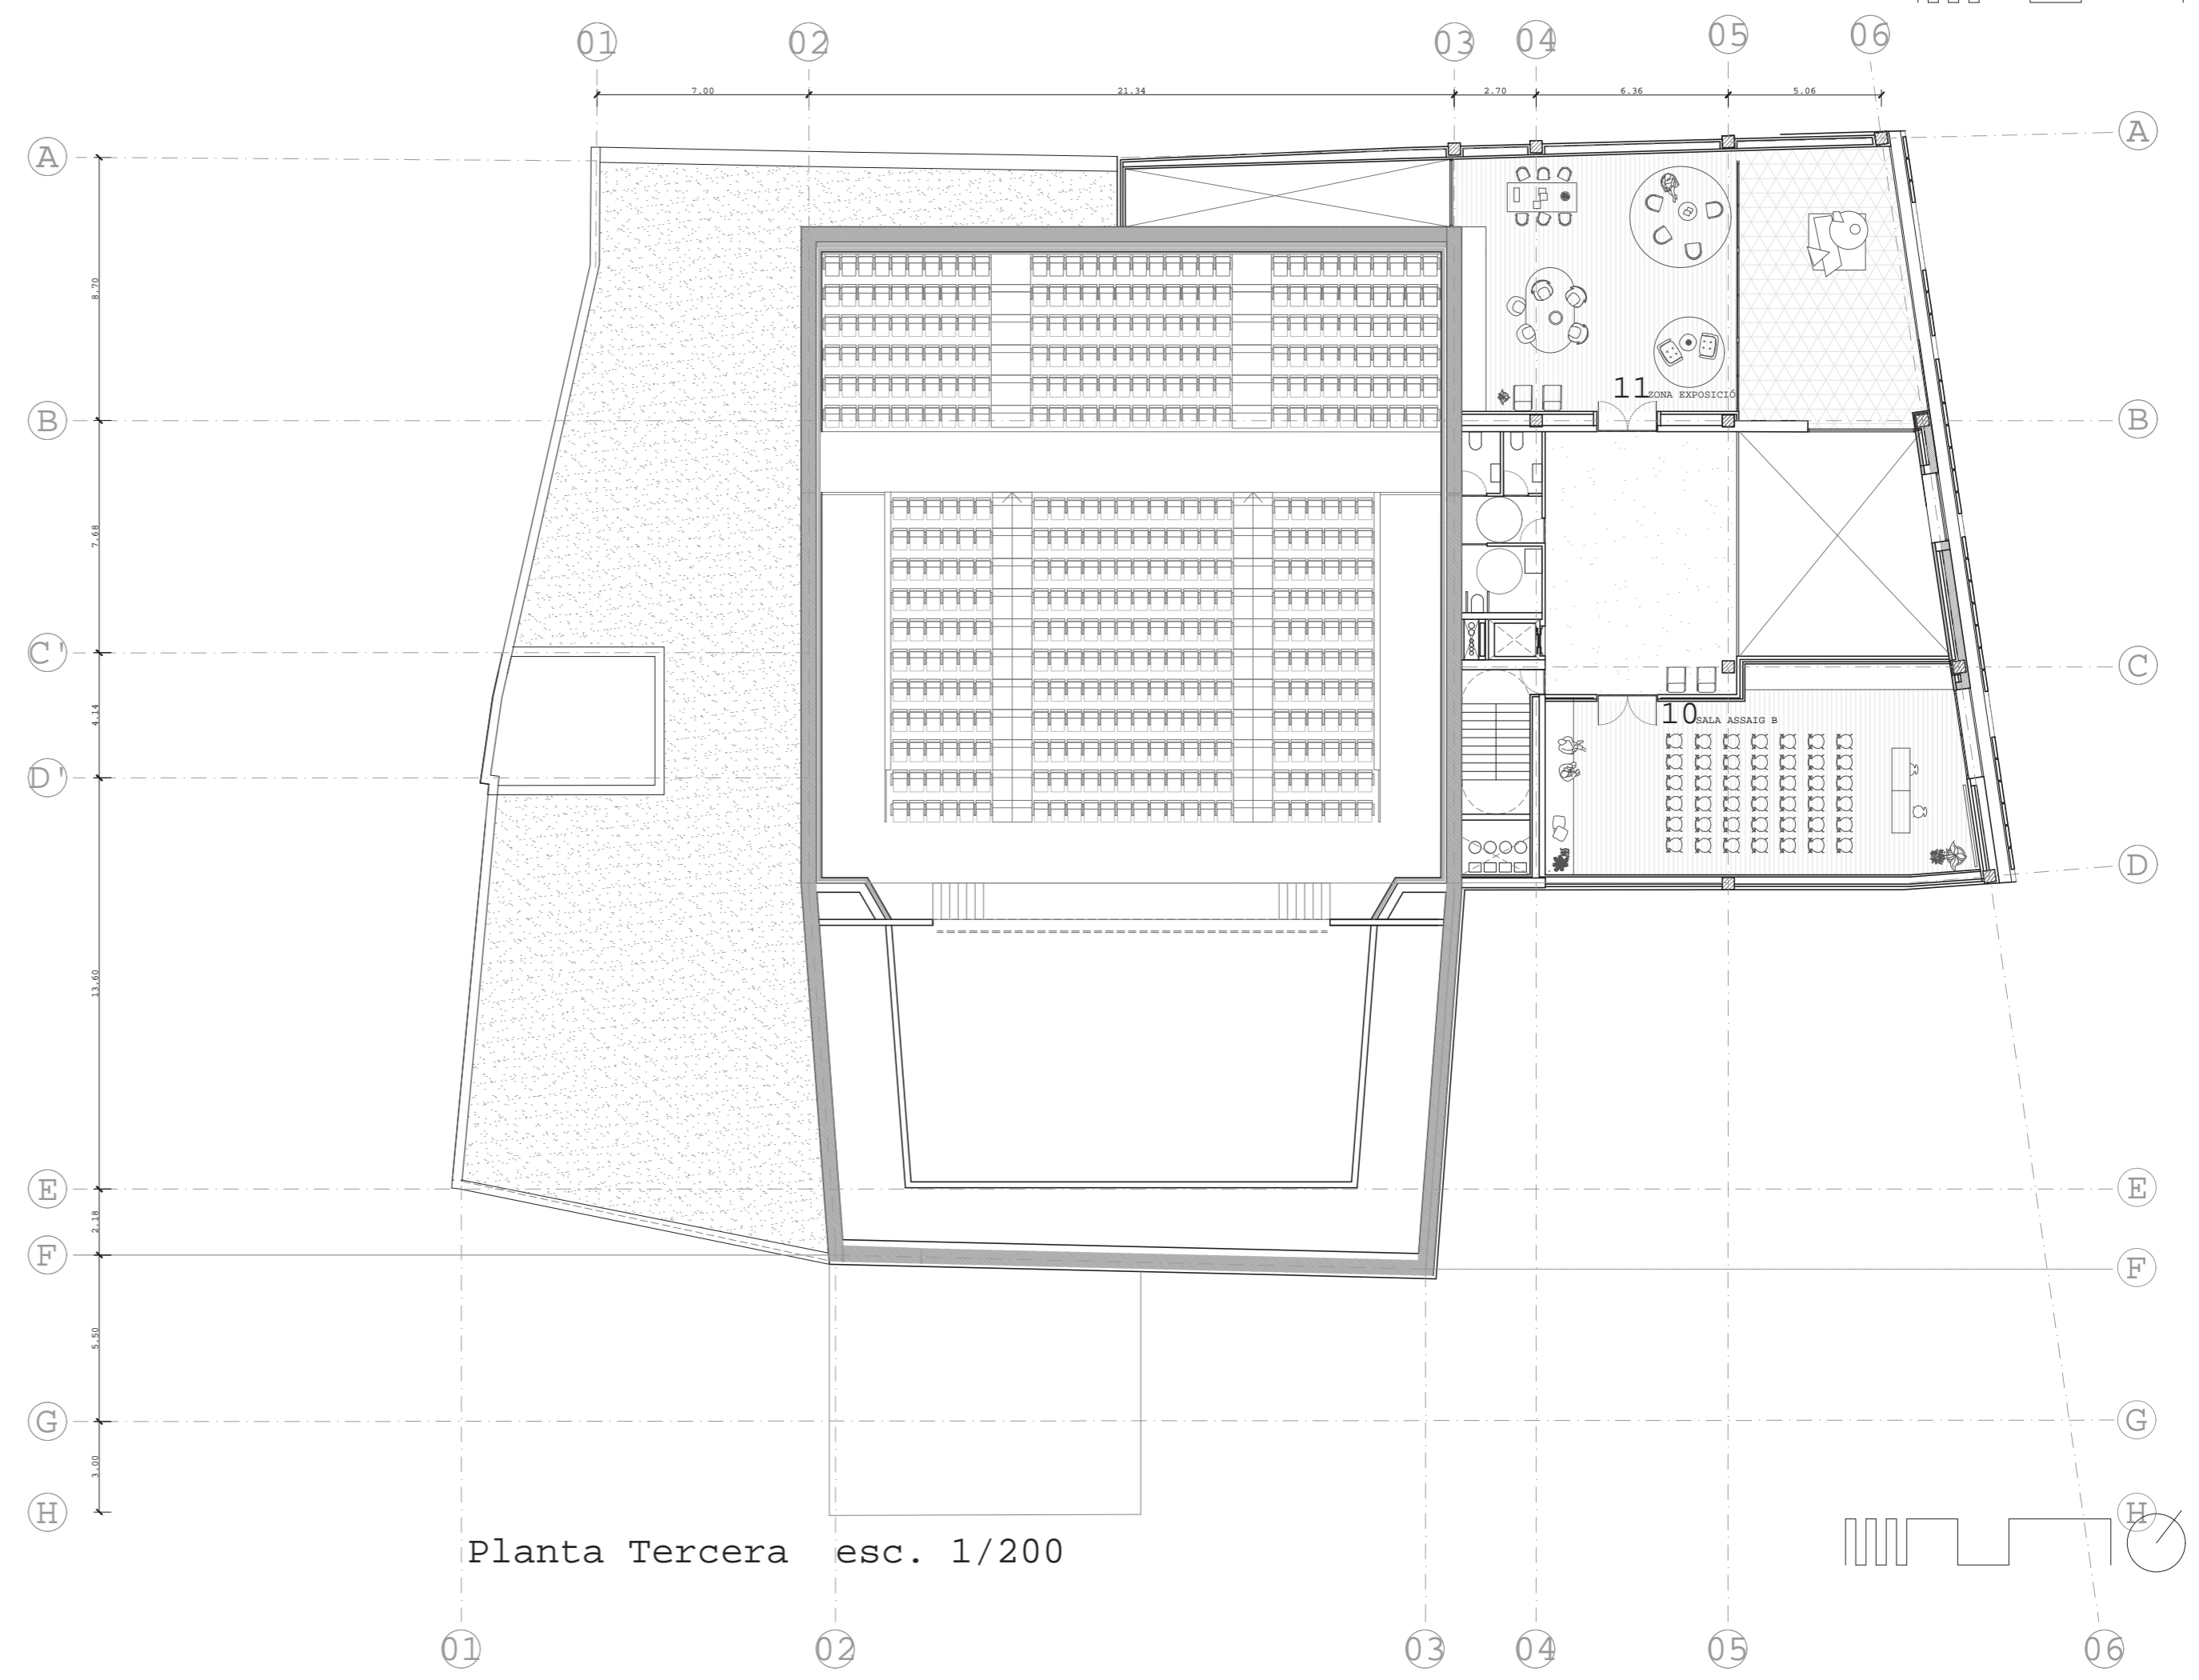 01 02 03 04 05 06
7.00 21.34 2.70 6.36 5.06
A A
8.70
11 ZONA EXPOSICIÓ
B B
7.68
C' C
4.14
10 SALA ASSAIG B
D' D
13.60
E E
2.18
F F
5.50
G G
3.00
H H
Planta Tercera esc. 1/200
01 02 03 04 05 06